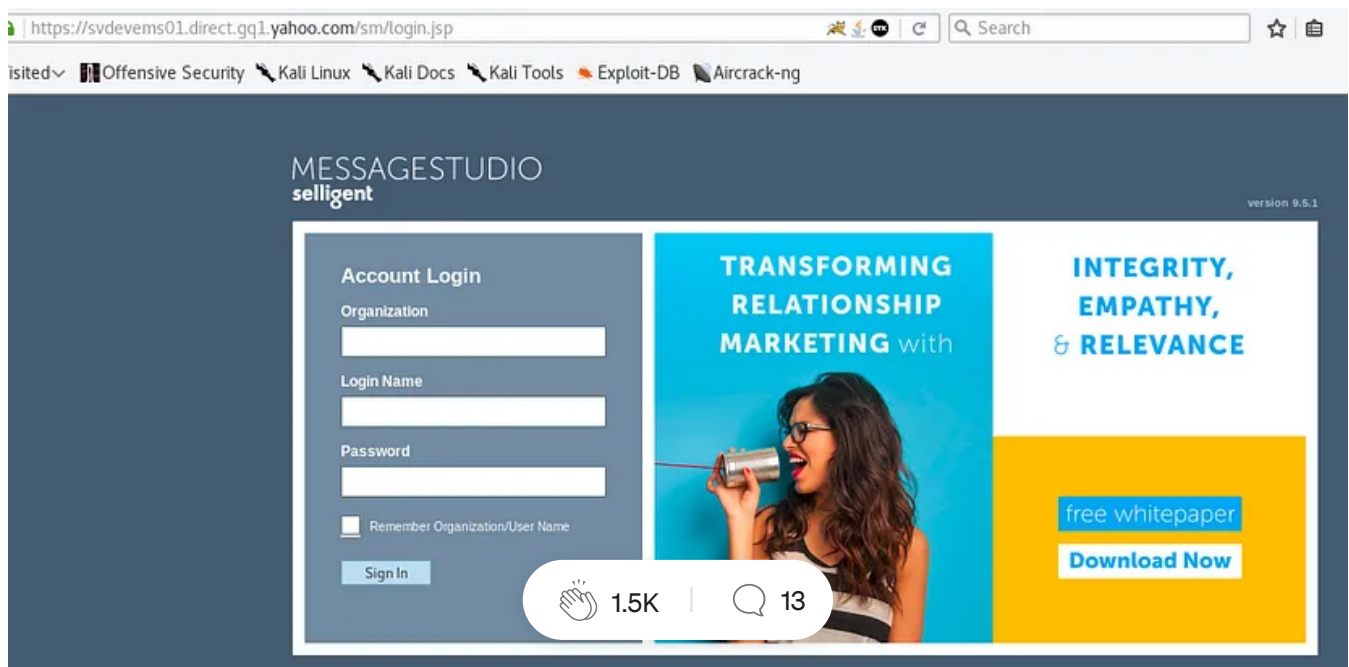 https://svdevems01.direct.gq1.yahoo.com/sm/login.jsp
Search
isited
Offensive Security
Kali Linux
Kali Docs
Kali Tools
Exploit-DB
Aircrack-ng
MESSAGESTUDIO
selligent
version 9.5.1
Account Login
Organization
Login Name
Password
Remember Organization/User Name
Sign In
TRANSFORMING
RELATIONSHIP
MARKETING with
INTEGRITY,
EMPATHY,
& RELEVANCE
free whitepaper
Download Now
1.5K
13